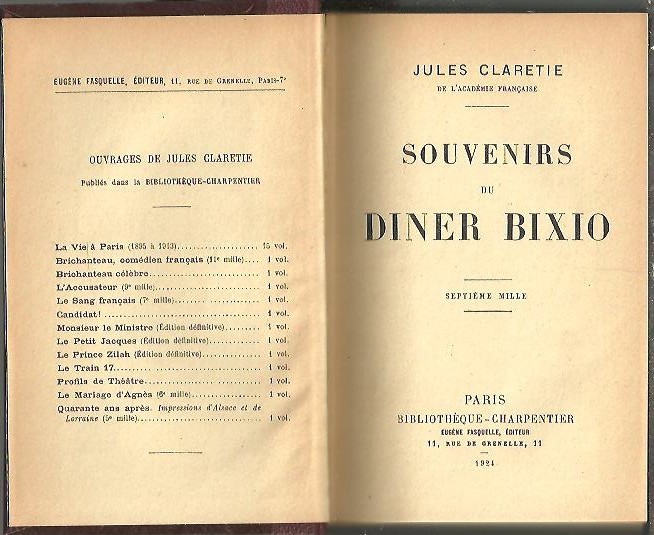 EUGÈNE FASQUELLE, ÉDITEUR, 11, RUE DE GRENELLE, PARIS-7e
OUVRAGES DE JULES CLARETIE
Publiés dans la BIBLIOTHÈQUE-CHARPENTIER
La Vie à Paris (1895 à 1913)..................... 15 vol.
Brichanteau, comédien français (11e mille).... 1 vol.
Brichanteau célèbre............................ 1 vol.
L'Accusateur (9e mille)........................ 1 vol.
Le Sang français (7e mille)..................... 1 vol.
Candidat! ..................................... 1 vol.
Monsieur le Ministre (Édition définitive)......... 1 vol.
Le Petit Jacques (Édition définitive)............. 1 vol.
Le Prince Zilah (Édition définitive).............. 1 vol.
Le Train 17................................... 1 vol.
Profils de Théâtre.............................. 1 vol.
Le Mariage d'Agnès (6e mille).................. 1 vol.
Quarante ans après. Impressions d'Alsace et de
Lorraine (5e mille)............................... 1 vol.
JULES CLARETIE
DE L'ACADÉMIE FRANÇAISE
SOUVENIRS
DU
DINER BIXIO
SEPTIÈME MILLE
PARIS
BIBLIOTHÈQUE-CHARPENTIER
EUGÈNE FASQUELLE, ÉDITEUR
11, RUE DE GRENELLE, 11
1924